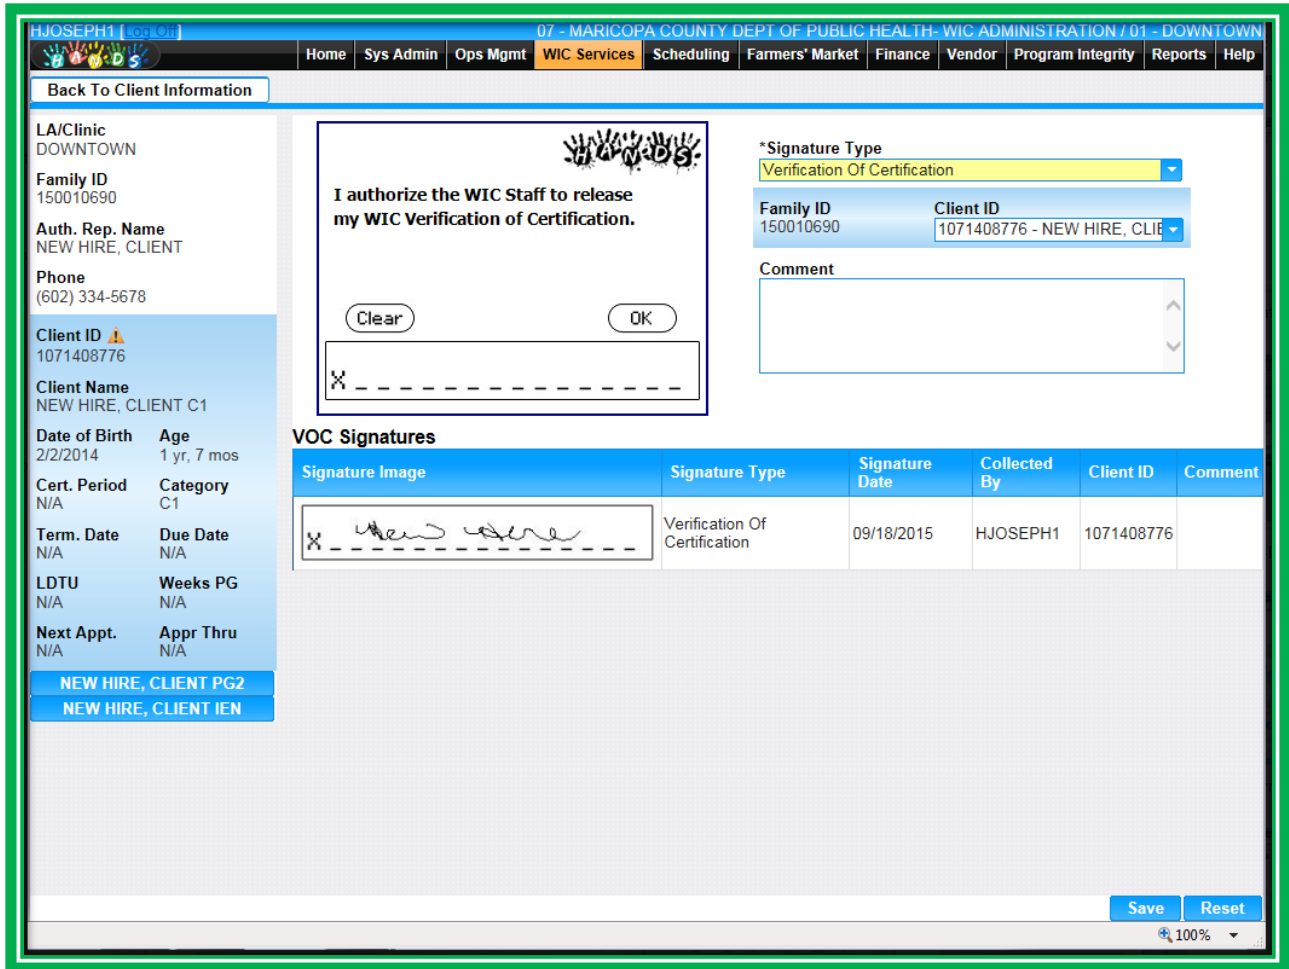 HJOSEPH1 [Log Off] 07 - MARICOPA COUNTY DEPT OF PUBLIC HEALTH- WIC ADMINISTRATION / 01 - DOWNTOWN
HANDS Home Sys Admin Ops Mgmt WIC Services Scheduling Farmers' Market Finance Vendor Program Integrity Reports Help
Back To Client Information
LA/Clinic
DOWNTOWN
Family ID
150010690
Auth. Rep. Name
NEW HIRE, CLIENT
Phone
(602) 334-5678
Client ID
1071408776
Client Name
NEW HIRE, CLIENT C1
Date of Birth Age
2/2/2014 1 yr, 7 mos
Cert. Period Category
N/A C1
Term. Date Due Date
N/A N/A
LDTU Weeks PG
N/A N/A
Next Appt. Appr Thru
N/A N/A
NEW HIRE, CLIENT PG2
NEW HIRE, CLIENT IEN
HANDS
I authorize the WIC Staff to release
my WIC Verification of Certification.
Clear OK
X _ _ _ _ _ _ _ _ _ _ _ _ _ _
*Signature Type
Verification Of Certification
Family ID Client ID
150010690 1071408776 - NEW HIRE, CLIE
Comment
VOC Signatures
Signature Image Signature Type Signature Date Collected By Client ID Comment
X New Hire Verification Of Certification 09/18/2015 HJOSEPH1 1071408776
Save Reset
100%